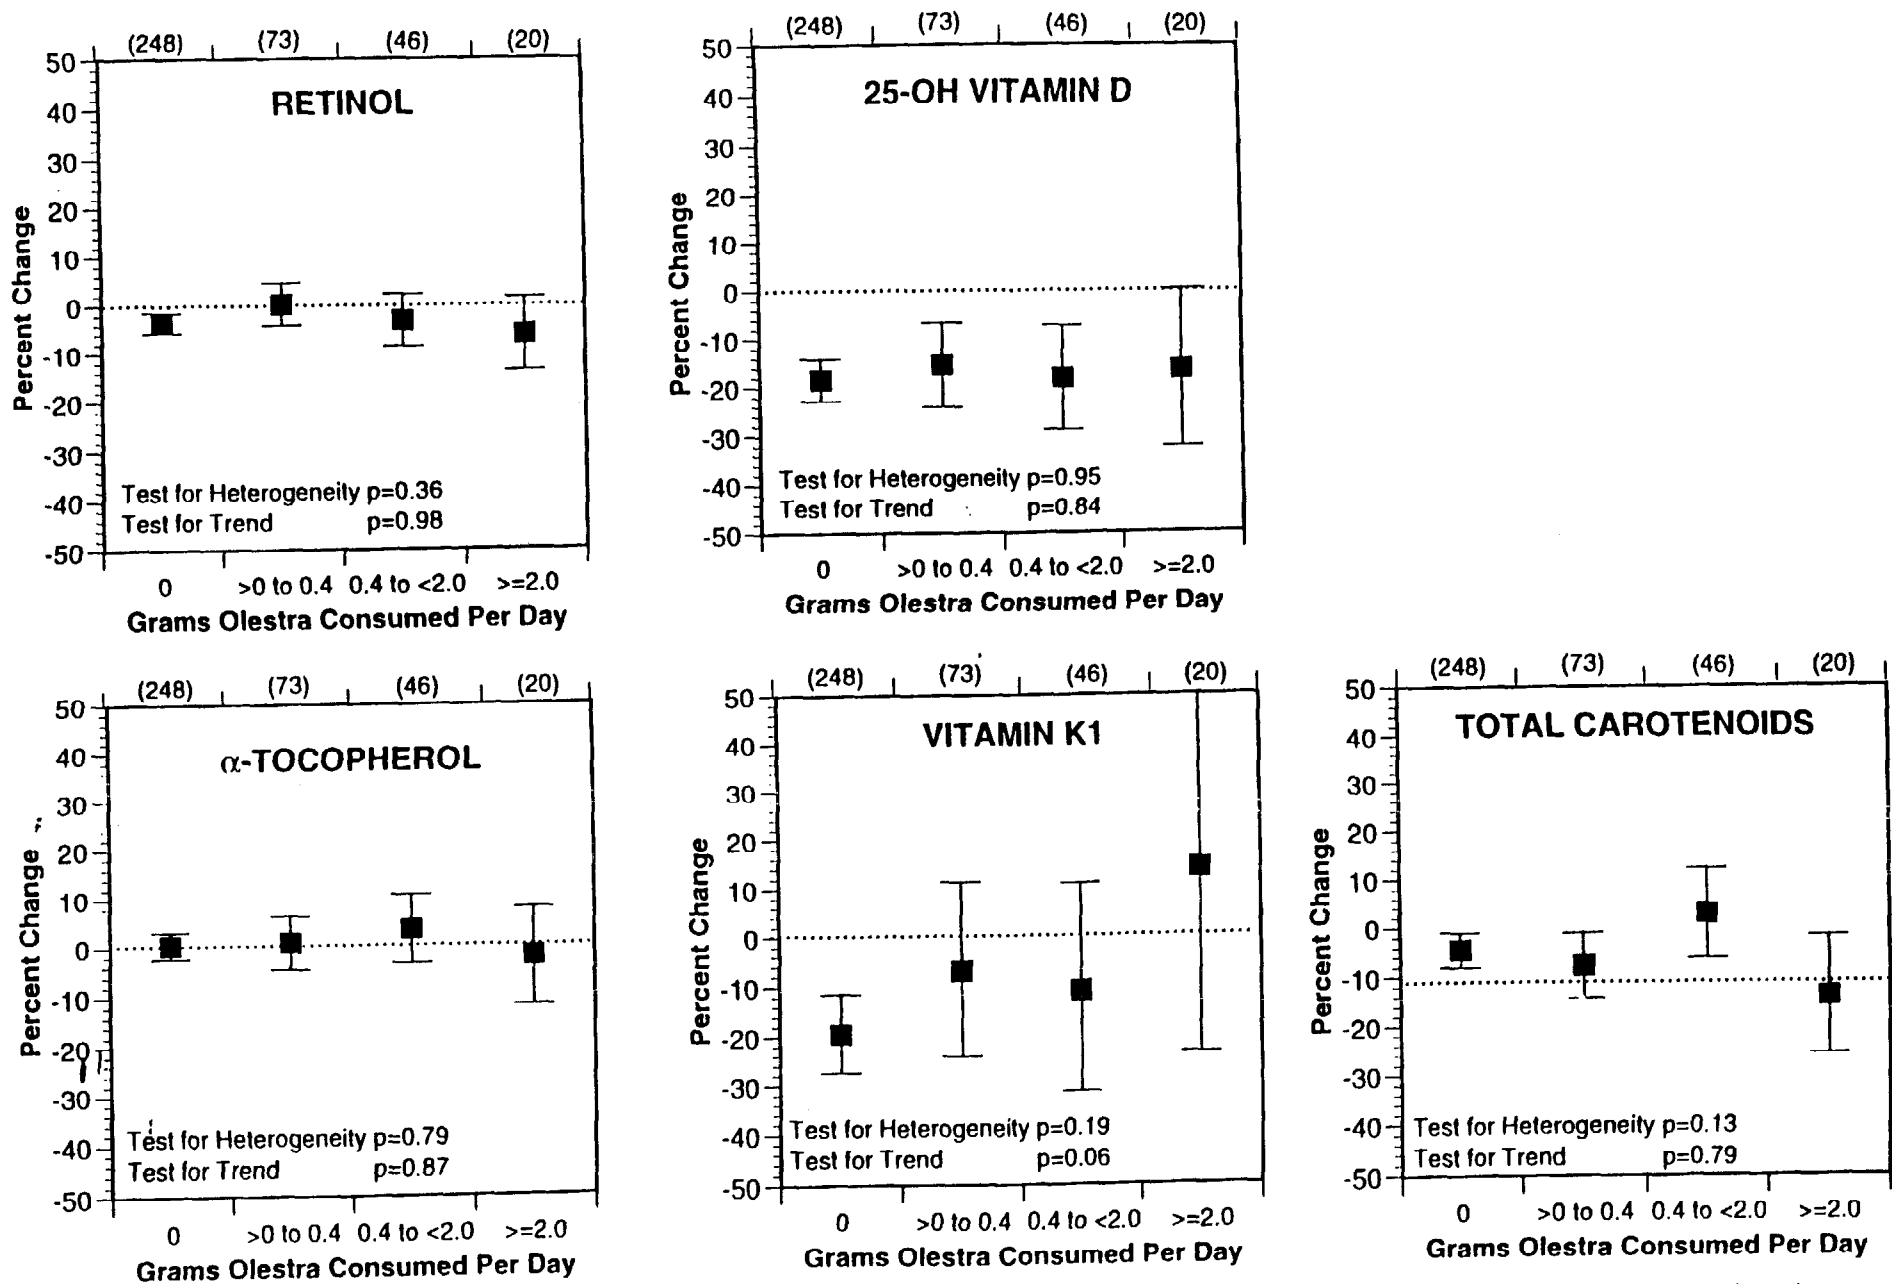 (248) (73) (46) (20)
RETINOL
Percent Change
50
40
30
20
10
0
-10
-20
-30
-40
-50
Test for Heterogeneity p=0.36
Test for Trend p=0.98
0 >0 to 0.4 0.4 to <2.0 >=2.0
Grams Olestra Consumed Per Day
(248) (73) (46) (20)
25-OH VITAMIN D
Percent Change
50
40
30
20
10
0
-10
-20
-30
-40
-50
Test for Heterogeneity p=0.95
Test for Trend p=0.84
0 >0 to 0.4 0.4 to <2.0 >=2.0
Grams Olestra Consumed Per Day
(248) (73) (46) (20)
α-TOCOPHEROL
Percent Change
50
40
30
20
10
0
-10
-20
-30
-40
-50
Test for Heterogeneity p=0.79
Test for Trend p=0.87
0 >0 to 0.4 0.4 to <2.0 >=2.0
Grams Olestra Consumed Per Day
(248) (73) (46) (20)
VITAMIN K1
Percent Change
50
40
30
20
10
0
-10
-20
-30
-40
-50
Test for Heterogeneity p=0.19
Test for Trend p=0.06
0 >0 to 0.4 0.4 to <2.0 >=2.0
Grams Olestra Consumed Per Day
(248) (73) (46) (20)
TOTAL CAROTENOIDS
Percent Change
50
40
30
20
10
0
-10
-20
-30
-40
-50
Test for Heterogeneity p=0.13
Test for Trend p=0.79
0 >0 to 0.4 0.4 to <2.0 >=2.0
Grams Olestra Consumed Per Day